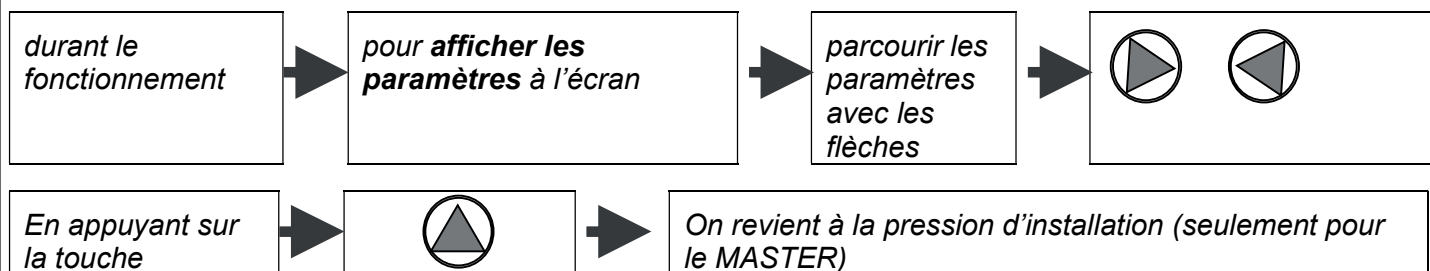 durant le
fonctionnement
pour afficher les
paramètres à l’écran
parcourir les
paramètres
avec les
flèches
En appuyant sur
la touche
On revient à la pression d’installation (seulement pour
le MASTER)